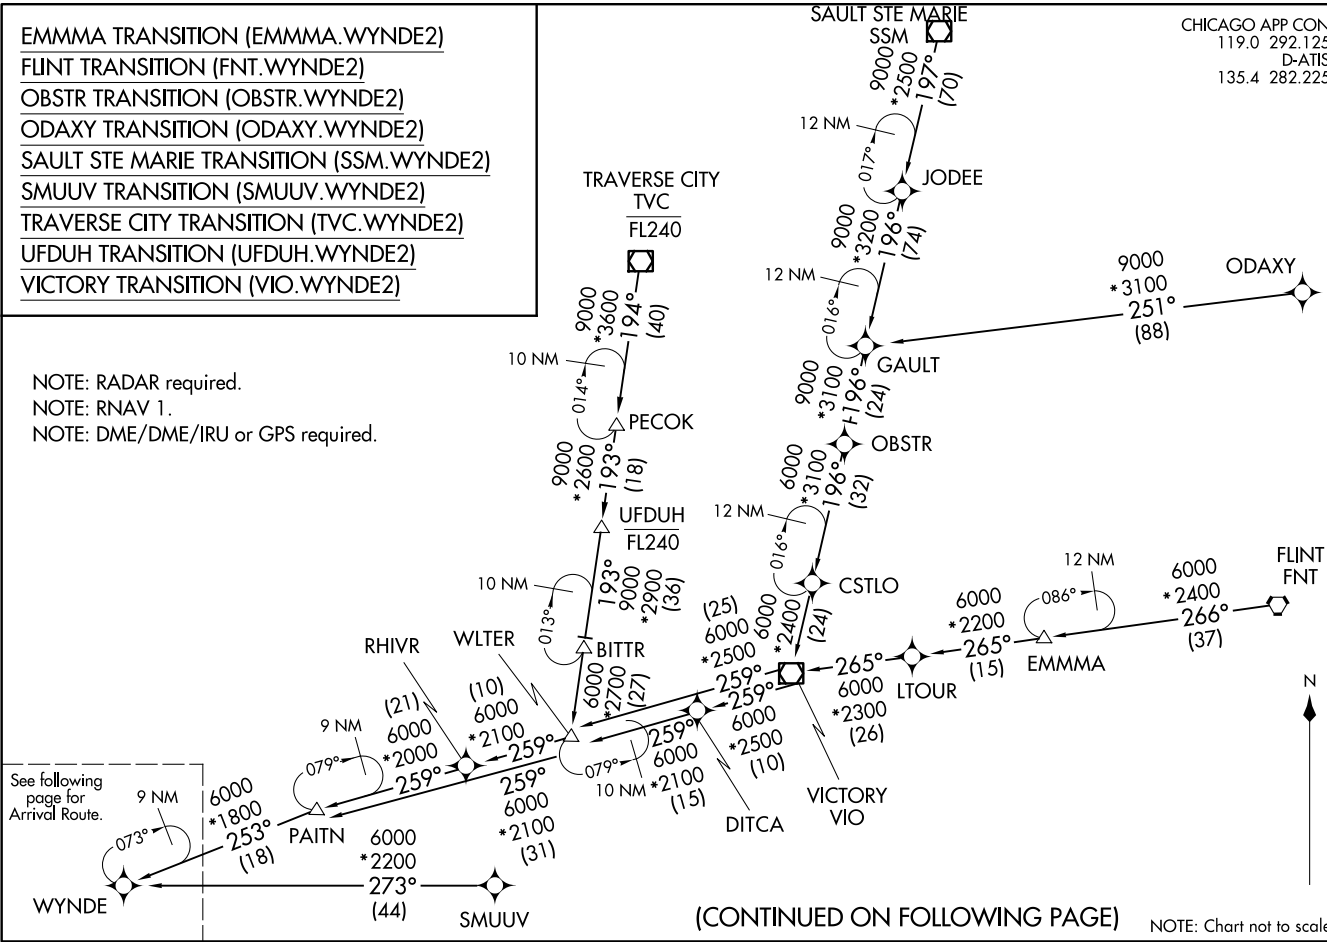 EMMMA TRANSITION (EMMMA.WYNDE2)
FLINT TRANSITION (FNT.WYNDE2)
OBSTR TRANSITION (OBSTR.WYNDE2)
ODAXY TRANSITION (ODAXY.WYNDE2)
SAULT STE MARIE TRANSITION (SSM.WYNDE2)
SMUUV TRANSITION (SMUUV.WYNDE2)
TRAVERSE CITY TRANSITION (TVC.WYNDE2)
UFDUH TRANSITION (UFDUH.WYNDE2)
VICTORY TRANSITION (VIO.WYNDE2)
NOTE: RADAR required.
NOTE: RNAV 1.
NOTE: DME/DME/IRU or GPS required.
SAULT STE MARIE
SSM
CHICAGO APP CON
119.0 292.125
D-ATIS
135.4 282.225
9000
*2500
197°
(70)
12 NM
017°
JODEE
9000
*3200
196°
(74)
12 NM
016°
GAULT
ODAXY
9000
*3100
251°
(88)
9000
*3100
196°
(24)
OBSTR
6000
*3100
196°
(32)
12 NM
016°
CSTLO
6000
*2400
(24)
TRAVERSE CITY
TVC
FL240
9000
*3600
194°
(40)
10 NM
014°
PECOK
9000
*2600
193°
(18)
UFDUH
FL240
193°
9000
*2900
(36)
10 NM
013°
BITTR
6000
*2700
(27)
FLINT
FNT
6000
*2400
266°
(37)
12 NM
086°
EMMMA
6000
*2200
265°
(15)
LTOUR
265°
6000
*2300
(26)
VICTORY
VIO
(25)
6000
*2500
259°
259°
6000
*2500
(10)
DITCA
259°
6000
*2100
(15)
079°
10 NM
WLTER
(10)
6000
*2100
259°
RHIVR
(21)
6000
*2000
259°
259°
6000
*2100
(31)
9 NM
079°
PAITN
6000
*1800
253°
(18)
See following
page for
Arrival Route.
9 NM
073°
WYNDE
6000
*2200
273°
(44)
SMUUV
N
(CONTINUED ON FOLLOWING PAGE)
NOTE: Chart not to scale